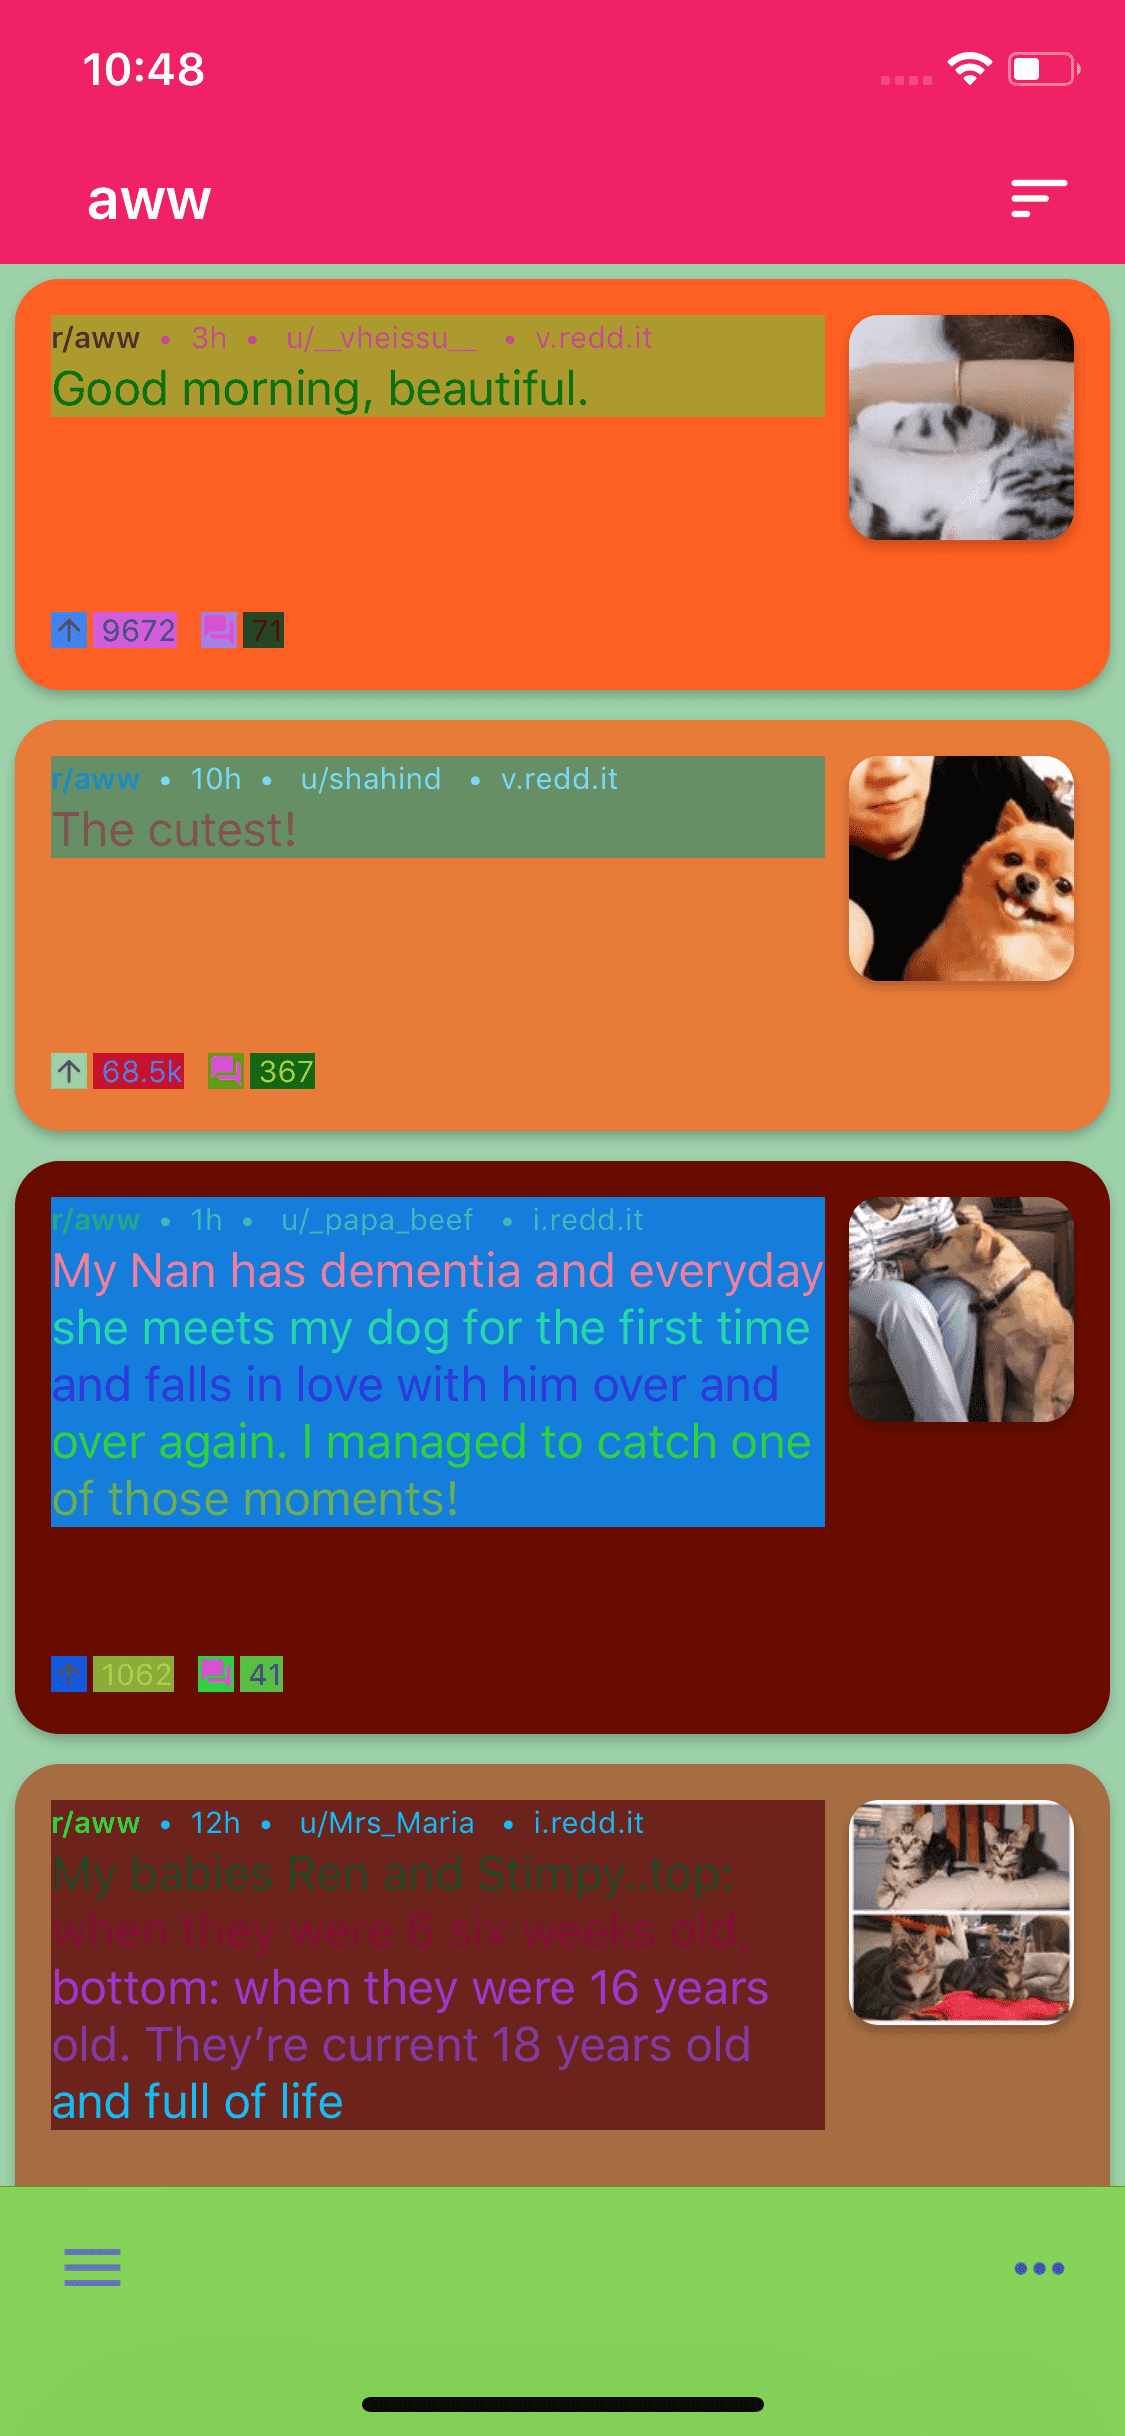 10:48
aww
r/aww • 3h • u/__vheissu__ • v.redd.it
Good morning, beautiful.
9672 71
r/aww • 10h • u/shahind • v.redd.it
The cutest!
68.5k 367
r/aww • 1h • u/_papa_beef • i.redd.it
My Nan has dementia and everyday
she meets my dog for the first time
and falls in love with him over and
over again. I managed to catch one
of those moments!
1062 41
r/aww • 12h • u/Mrs_Maria • i.redd.it
My babies Ren and Stimpy..top:
when they were 6 six weeks old,
bottom: when they were 16 years
old. They’re current 18 years old
and full of life